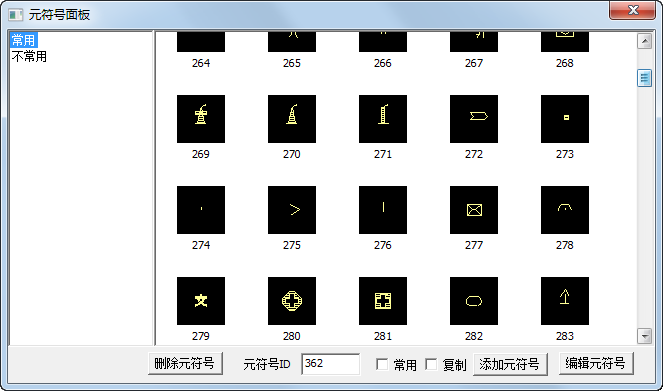 元符号面板
常用
不常用
264 265 266 267 268
269 270 271 272 273
274 275 276 277 278
文
279 280 281 282 283
删除元符号 元符号ID 362 常用 复制 添加元符号 编辑元符号